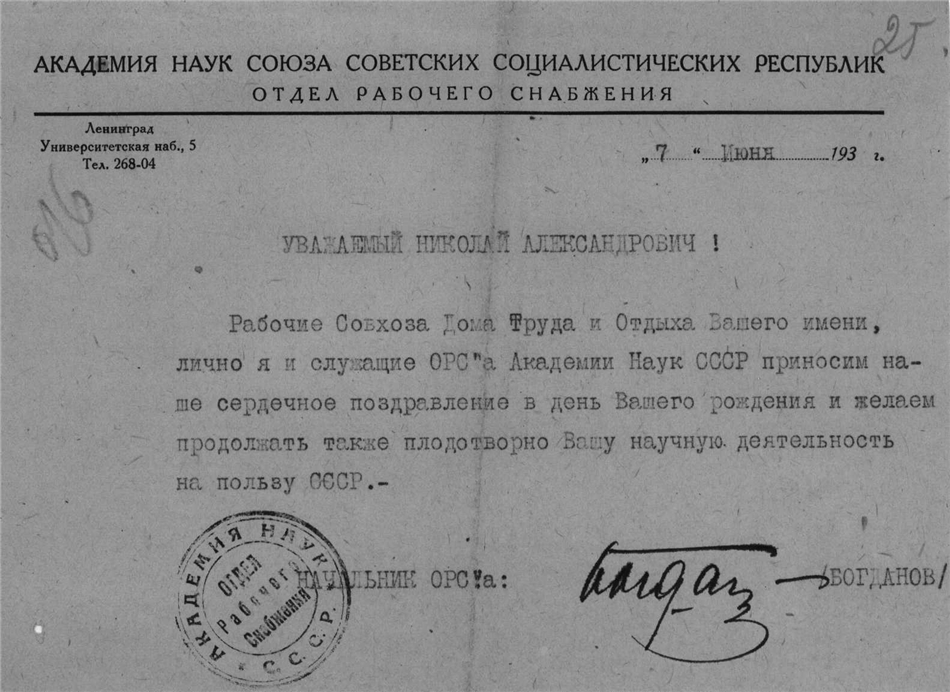 25
АКАДЕМИЯ НАУК СОЮЗА СОВЕТСКИХ СОЦИАЛИСТИЧЕСКИХ РЕСПУБЛИК
ОТДЕЛ РАБОЧЕГО СНАБЖЕНИЯ
Ленинград
Университетская наб., 5
Тел. 268-04
„ 7 “ Июня 193 г.
УВАЖАЕМЫЙ НИКОЛАЙ АЛЕКСАНДРОВИЧ !
Рабочие Совхоза Дома Труда и Отдыха Вашего имени,
лично я и служащие ОРС"а Академии Наук СССР приносим на-
ше сердечное поздравление в день Вашего рождения и желаем
продолжать также плодотворно Вашу научную деятельность
на пользу СССР.-
НАЧАЛЬНИК ОРС"а:
/БОГДАНОВ/
АКАДЕМИЯ НАУК С.С.С.Р.
Отдел
Рабочего
Снабжения